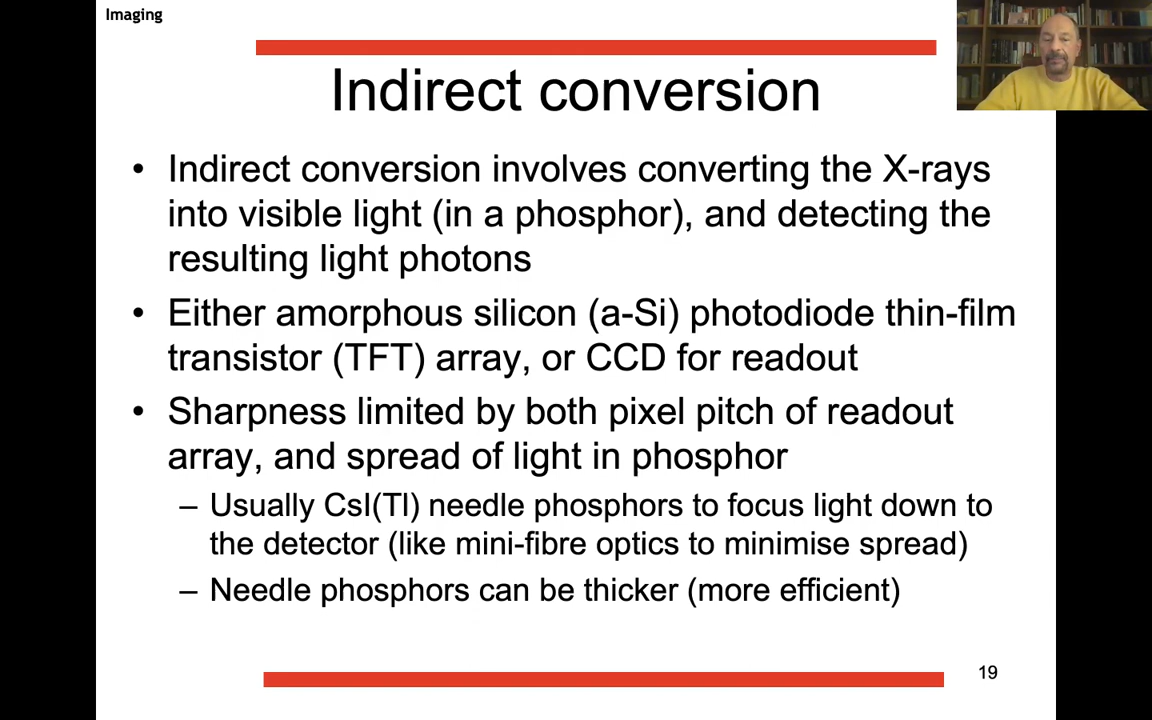 Imaging
Indirect conversion
• Indirect conversion involves converting the X-rays
into visible light (in a phosphor), and detecting the
resulting light photons
• Either amorphous silicon (a-Si) photodiode thin-film
transistor (TFT) array, or CCD for readout
• Sharpness limited by both pixel pitch of readout
array, and spread of light in phosphor
– Usually CsI(Tl) needle phosphors to focus light down to
the detector (like mini-fibre optics to minimise spread)
– Needle phosphors can be thicker (more efficient)
19